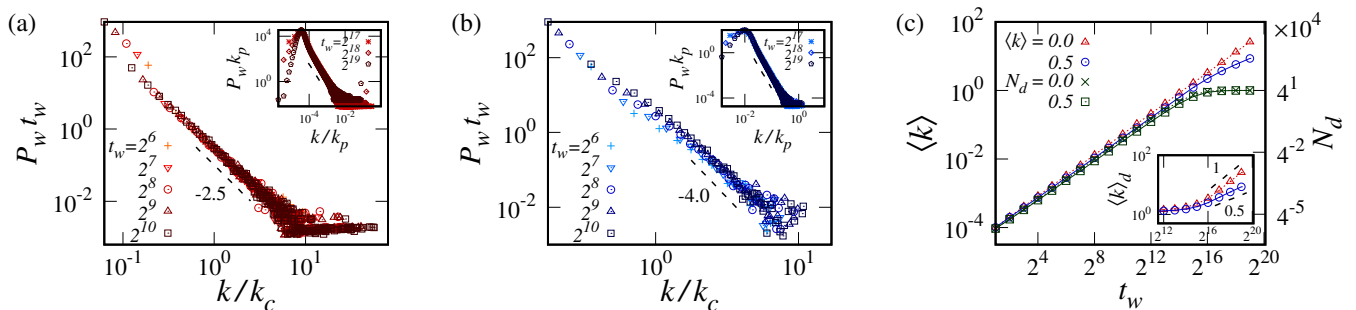 (a)
P_w t_w
10^2
10^0
10^-2
t_w=2^6
2^7
2^8
2^9
2^10
-2.5
10^-1
10^0
10^1
k/k_c
P_w k_p
10^4
10^0
t_w=2^17
2^18
2^19
10^-4
10^-2
k/k_p
(b)
P_w t_w
10^2
10^0
10^-2
t_w=2^6
2^7
2^8
2^9
2^10
-4.0
10^0
10^1
k/k_c
P_w k_p
10^0
10^-4
t_w=2^17
2^18
2^19
10^-2
10^0
k/k_p
(c)
⟨k⟩
10^2
10^0
10^-2
10^-4
⟨k⟩ = 0.0
0.5
N_d = 0.0
0.5
×10^4
4^1
4^-2
4^-5
N_d
2^4
2^8
2^12
2^16
2^20
t_w
⟨k⟩_d
10^2
10^0
1
0.5
2^12
2^16
2^20